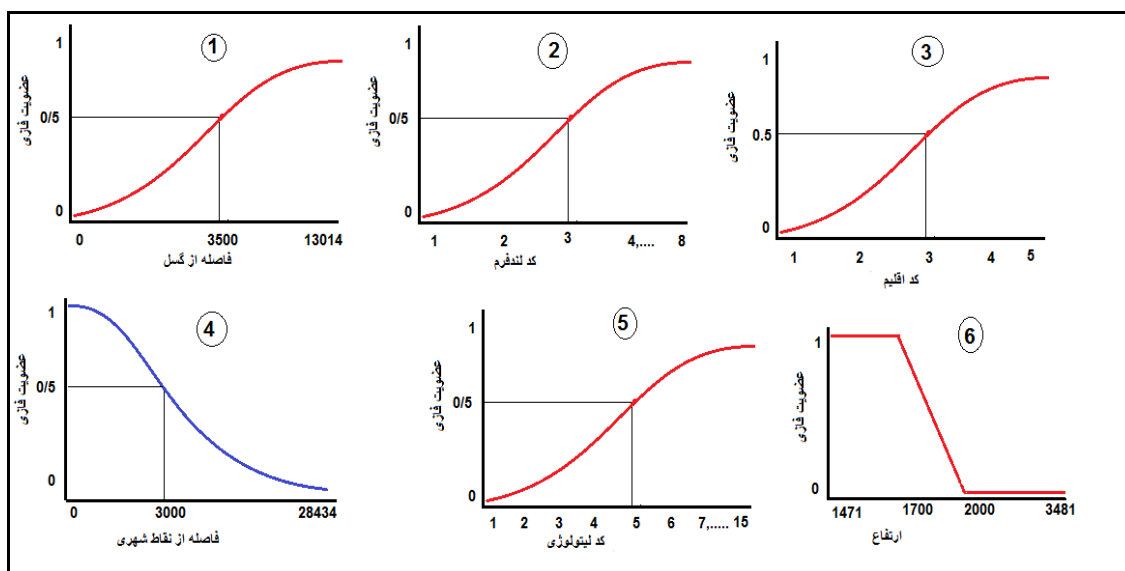 1
1
عضویت فازی
0/5
0
0 3500 13014
فاصله از گسل
2
1
عضویت فازی
0/5
0
1 2 3 4,.... 8
کد لندفرم
3
1
عضویت فازی
0.5
0
1 2 3 4 5
کد اقلیم
4
1
عضویت فازی
0/5
0
0 3000 28434
فاصله از نقاط شهری
5
1
عضویت فازی
0/5
0
1 2 3 4 5 6 7,..... 15
کد لیتولوژی
6
1
عضویت فازی
0
1471 1700 2000 3481
ارتفاع